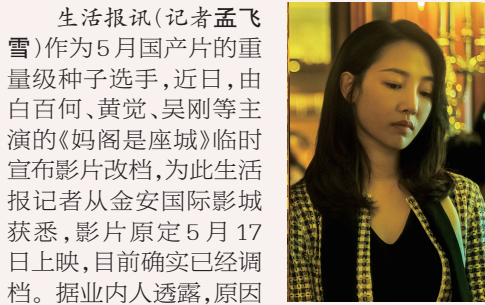 生活报讯(记者孟飞
雪)作为5月国产片的重
量级种子选手,近日,由
白百何、黄觉、吴刚等主
演的《妈阁是座城》临时
宣布影片改档,为此生活
报记者从金安国际影城
获悉,影片原定5月17
日上映,目前确实已经调
档。据业内人透露,原因